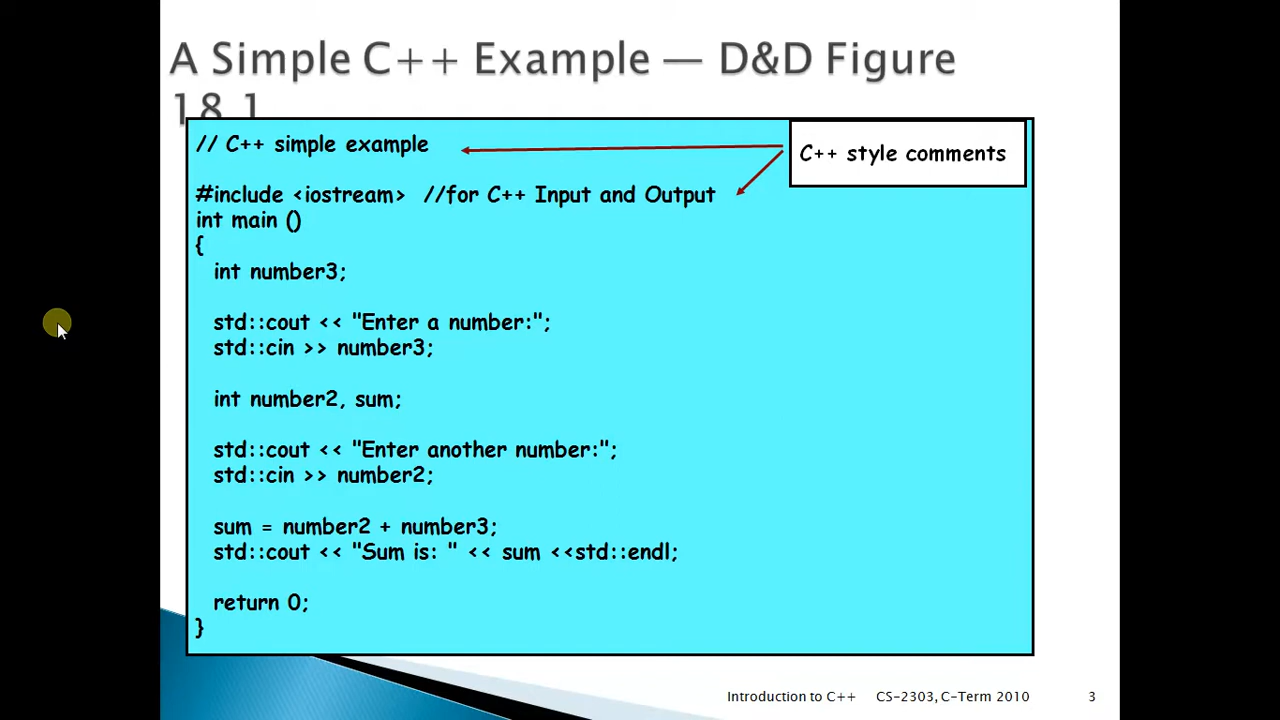 A Simple C++ Example — D&D Figure
18.1
// C++ simple example
C++ style comments
#include <iostream>  //for C++ Input and Output
int main ()
{
int number3;
std::cout << "Enter a number:";
std::cin >> number3;
int number2, sum;
std::cout << "Enter another number:";
std::cin >> number2;
sum = number2 + number3;
std::cout << "Sum is: " << sum <<std::endl;
return 0;
}
Introduction to C++ CS-2303, C-Term 2010 3